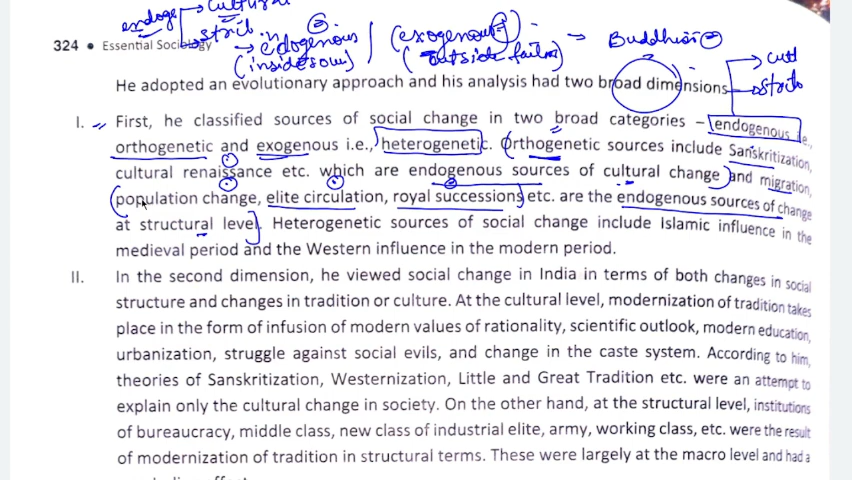 endoge → cultural
→ strctr
→ edogenous / (exogenous) → Buddhism
(inside sour) (outside
324 • Essential Sociology
→ cult
→ strctr
He adopted an evolutionary approach and his analysis had two broad dimensions
I. First, he classified sources of social change in two broad categories – endogenous i.e.,
orthogenetic and exogenous i.e., heterogenetic. Orthogenetic sources include Sanskritization,
cultural renaissance etc. which are endogenous sources of cultural change and migration,
population change, elite circulation, royal successions etc. are the endogenous sources of change
at structural level. Heterogenetic sources of social change include Islamic influence in the
medieval period and the Western influence in the modern period.
II. In the second dimension, he viewed social change in India in terms of both changes in social
structure and changes in tradition or culture. At the cultural level, modernization of tradition takes
place in the form of infusion of modern values of rationality, scientific outlook, modern education,
urbanization, struggle against social evils, and change in the caste system. According to him,
theories of Sanskritization, Westernization, Little and Great Tradition etc. were an attempt to
explain only the cultural change in society. On the other hand, at the structural level, institutions
of bureaucracy, middle class, new class of industrial elite, army, working class, etc. were the result
of modernization of tradition in structural terms. These were largely at the macro level and had a